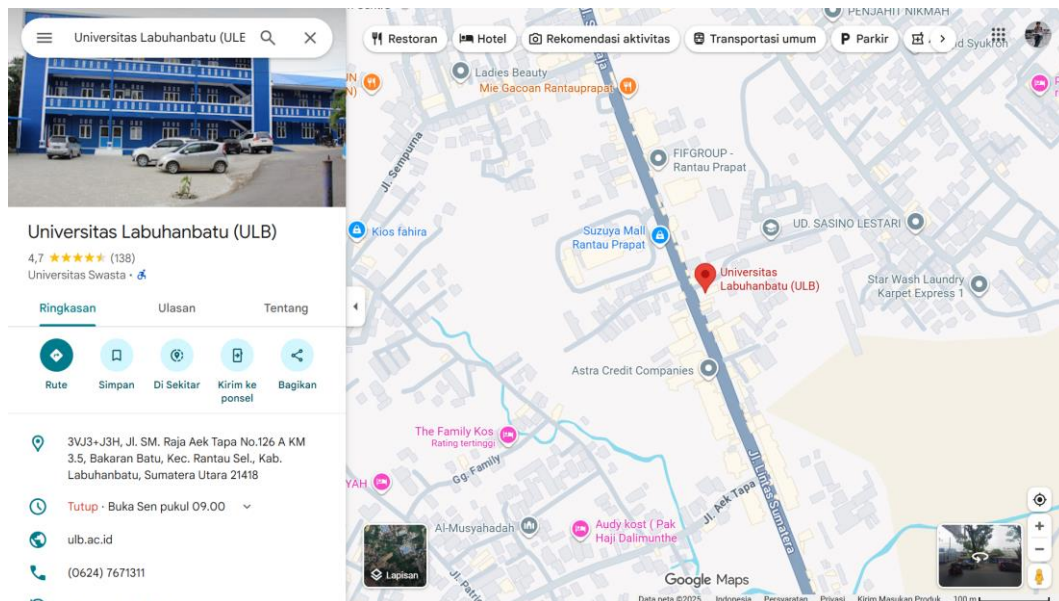 Universitas Labuhanbatu (ULB
Universitas Labuhanbatu (ULB)
4,7 (138)
Universitas Swasta
Ringkasan Ulasan Tentang
Rute Simpan Di Sekitar Kirim ke ponsel Bagikan
3VJ3+J3H, Jl. SM. Raja Aek Tapa No.126 A KM
3.5, Bakaran Batu, Kec. Rantau Sel., Kab.
Labuhanbatu, Sumatera Utara 21418
Tutup · Buka Sen pukul 09.00
ulb.ac.id
(0624) 7671311
Restoran Hotel Rekomendasi aktivitas Transportasi umum P Parkir
PENJAHIT NIKMAH
Syukron
Ladies Beauty
Mie Gacoan Rantauprapat
Jl. Sempurna
FIFGROUP -
Rantau Prapat
Kios fahira
Suzuya Mall
Rantau Prapat
UD. SASINO LESTARI
Universitas
Labuhanbatu (ULB)
Star Wash Laundry
Karpet Express 1
Astra Credit Companies
The Family Kos
Rating tertinggi
Gg. Family
YAH
Jl. Lintas Sumatera
Jl. Aek Tapa
Al-Musyahadah
Audy kost ( Pak
Haji Dalimunthe
Lapisan
Google Maps
Data peta ©2025 Indonesia Persyaratan Privasi Kirim Masukan Produk 100 m